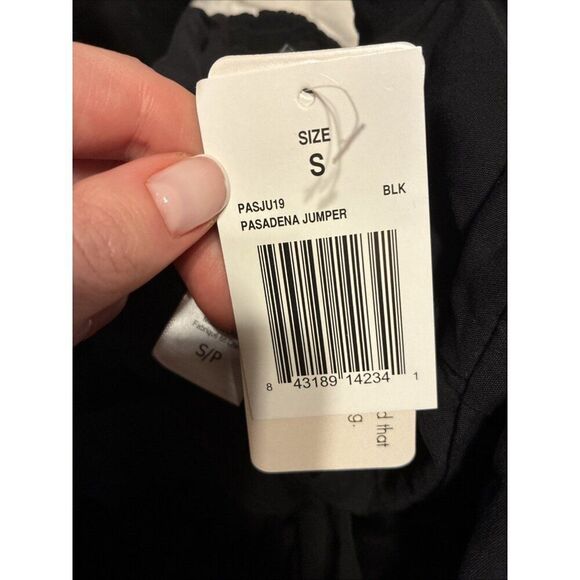 SIZE
S
PASJU19 BLK
PASADENA JUMPER
8 43189 14234 1
S/P
d that
g.